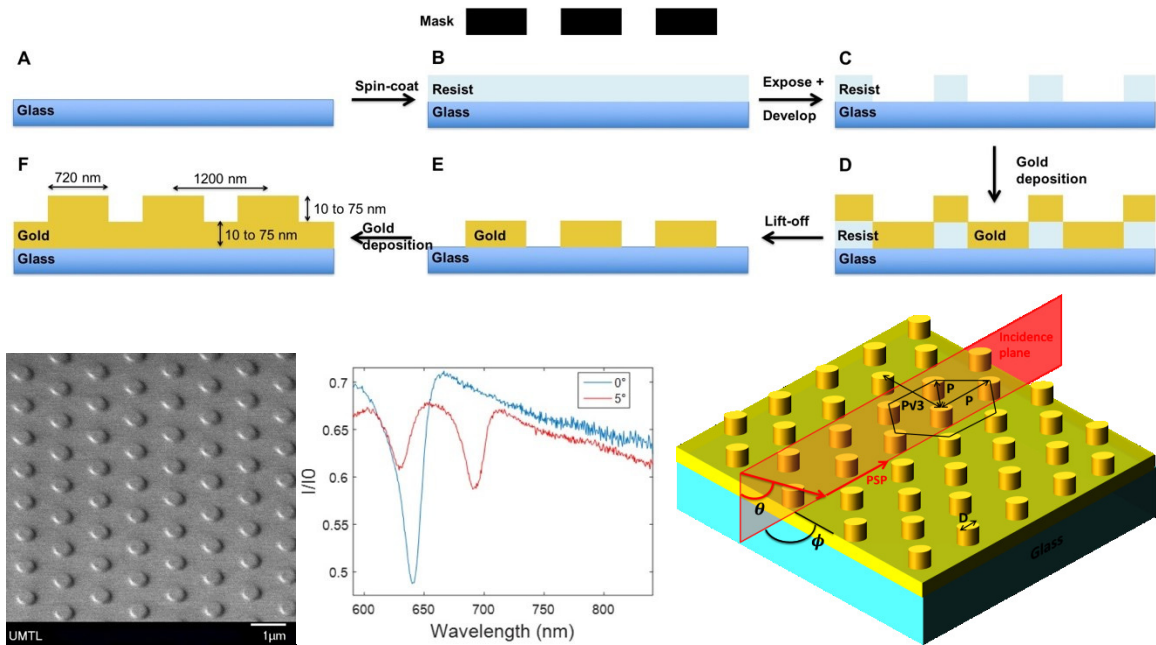 Mask
A
B
C
Spin-coat
Resist
Glass
Glass
Expose +
Develop
Resist
Glass
F
E
D
720 nm
1200 nm
10 to 75 nm
10 to 75 nm
Gold
Glass
Gold
deposition
Gold
Glass
Lift-off
Gold
deposition
Resist
Gold
Glass
UMTL
1µm
0.7
0.65
0.6
0.55
0.5
I/I0
600
650
700
750
800
Wavelength (nm)
0°
5°
Incidence
plane
P
P
P√3
PSP
θ
ϕ
D
Glass